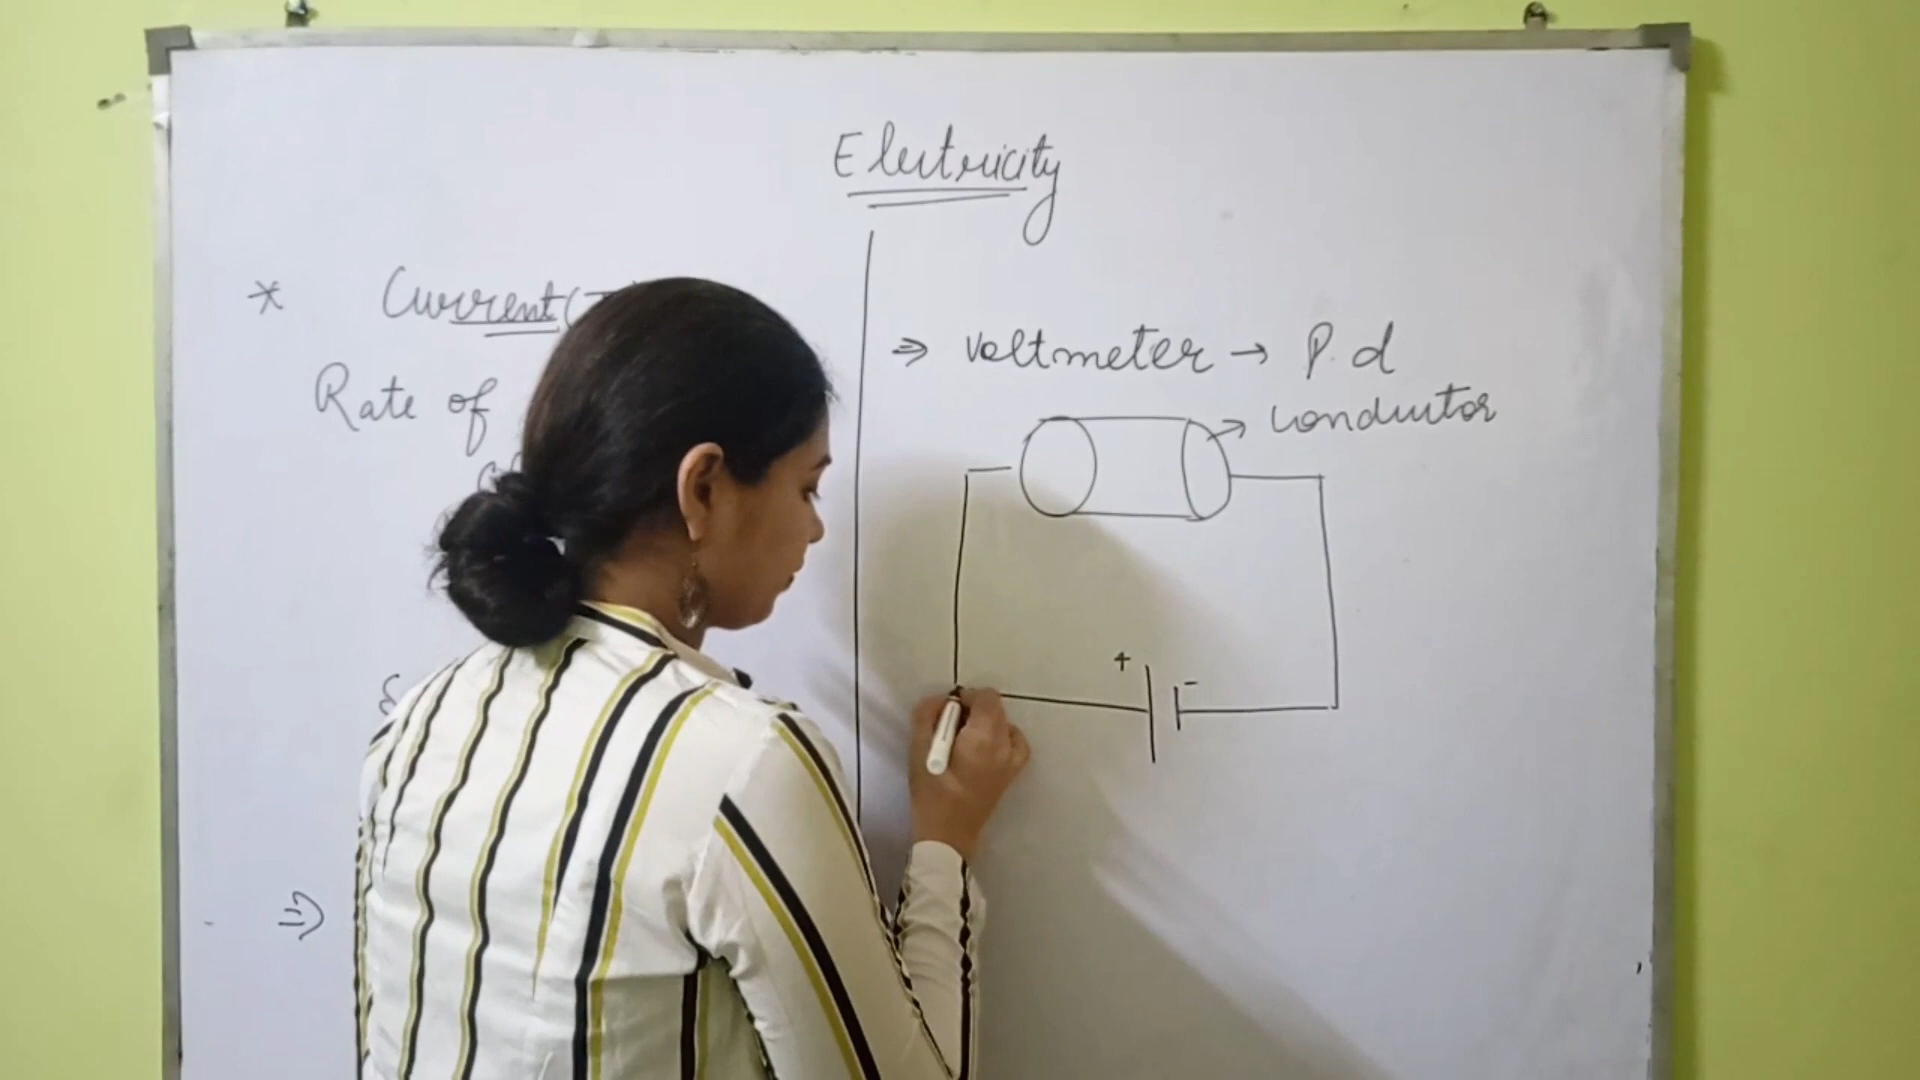 Electricity
* Current (I
Rate of
⇒ Voltmeter → P.d
→ conductor
+ -
⇒